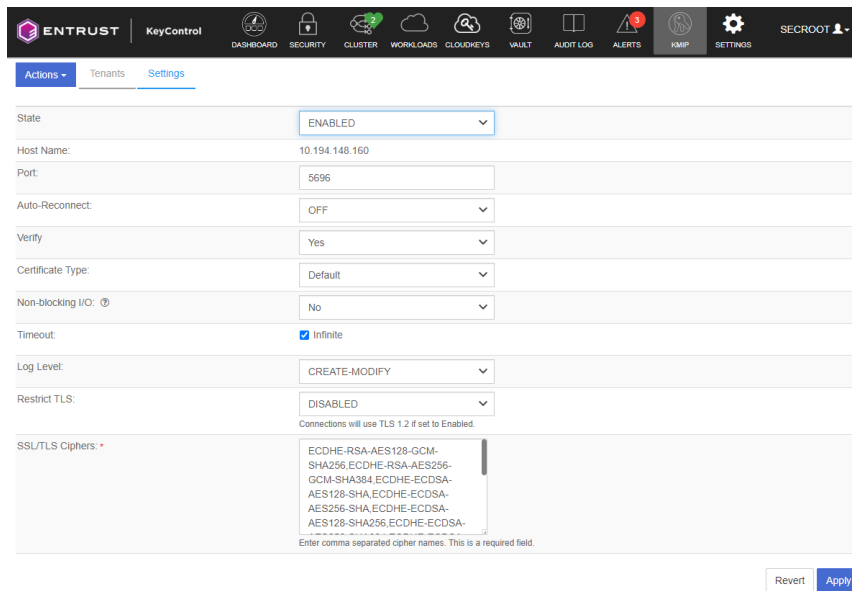 ENTRUST
KeyControl
2
3
DASHBOARD SECURITY CLUSTER WORKLOADS CLOUDKEYS VAULT AUDIT LOG ALERTS KMIP SETTINGS
SECROOT
Actions Tenants Settings
State ENABLED
Host Name: 10.194.148.160
Port: 5696
Auto-Reconnect: OFF
Verify Yes
Certificate Type: Default
Non-blocking I/O: ? No
Timeout: Infinite
Log Level: CREATE-MODIFY
Restrict TLS: DISABLED
Connections will use TLS 1.2 if set to Enabled.
SSL/TLS Ciphers: * ECDHE-RSA-AES128-GCM-
SHA256,ECDHE-RSA-AES256-
GCM-SHA384,ECDHE-ECDSA-
AES128-SHA,ECDHE-ECDSA-
AES256-SHA,ECDHE-ECDSA-
AES128-SHA256,ECDHE-ECDSA-
Enter comma separated cipher names. This is a required field.
Revert Apply